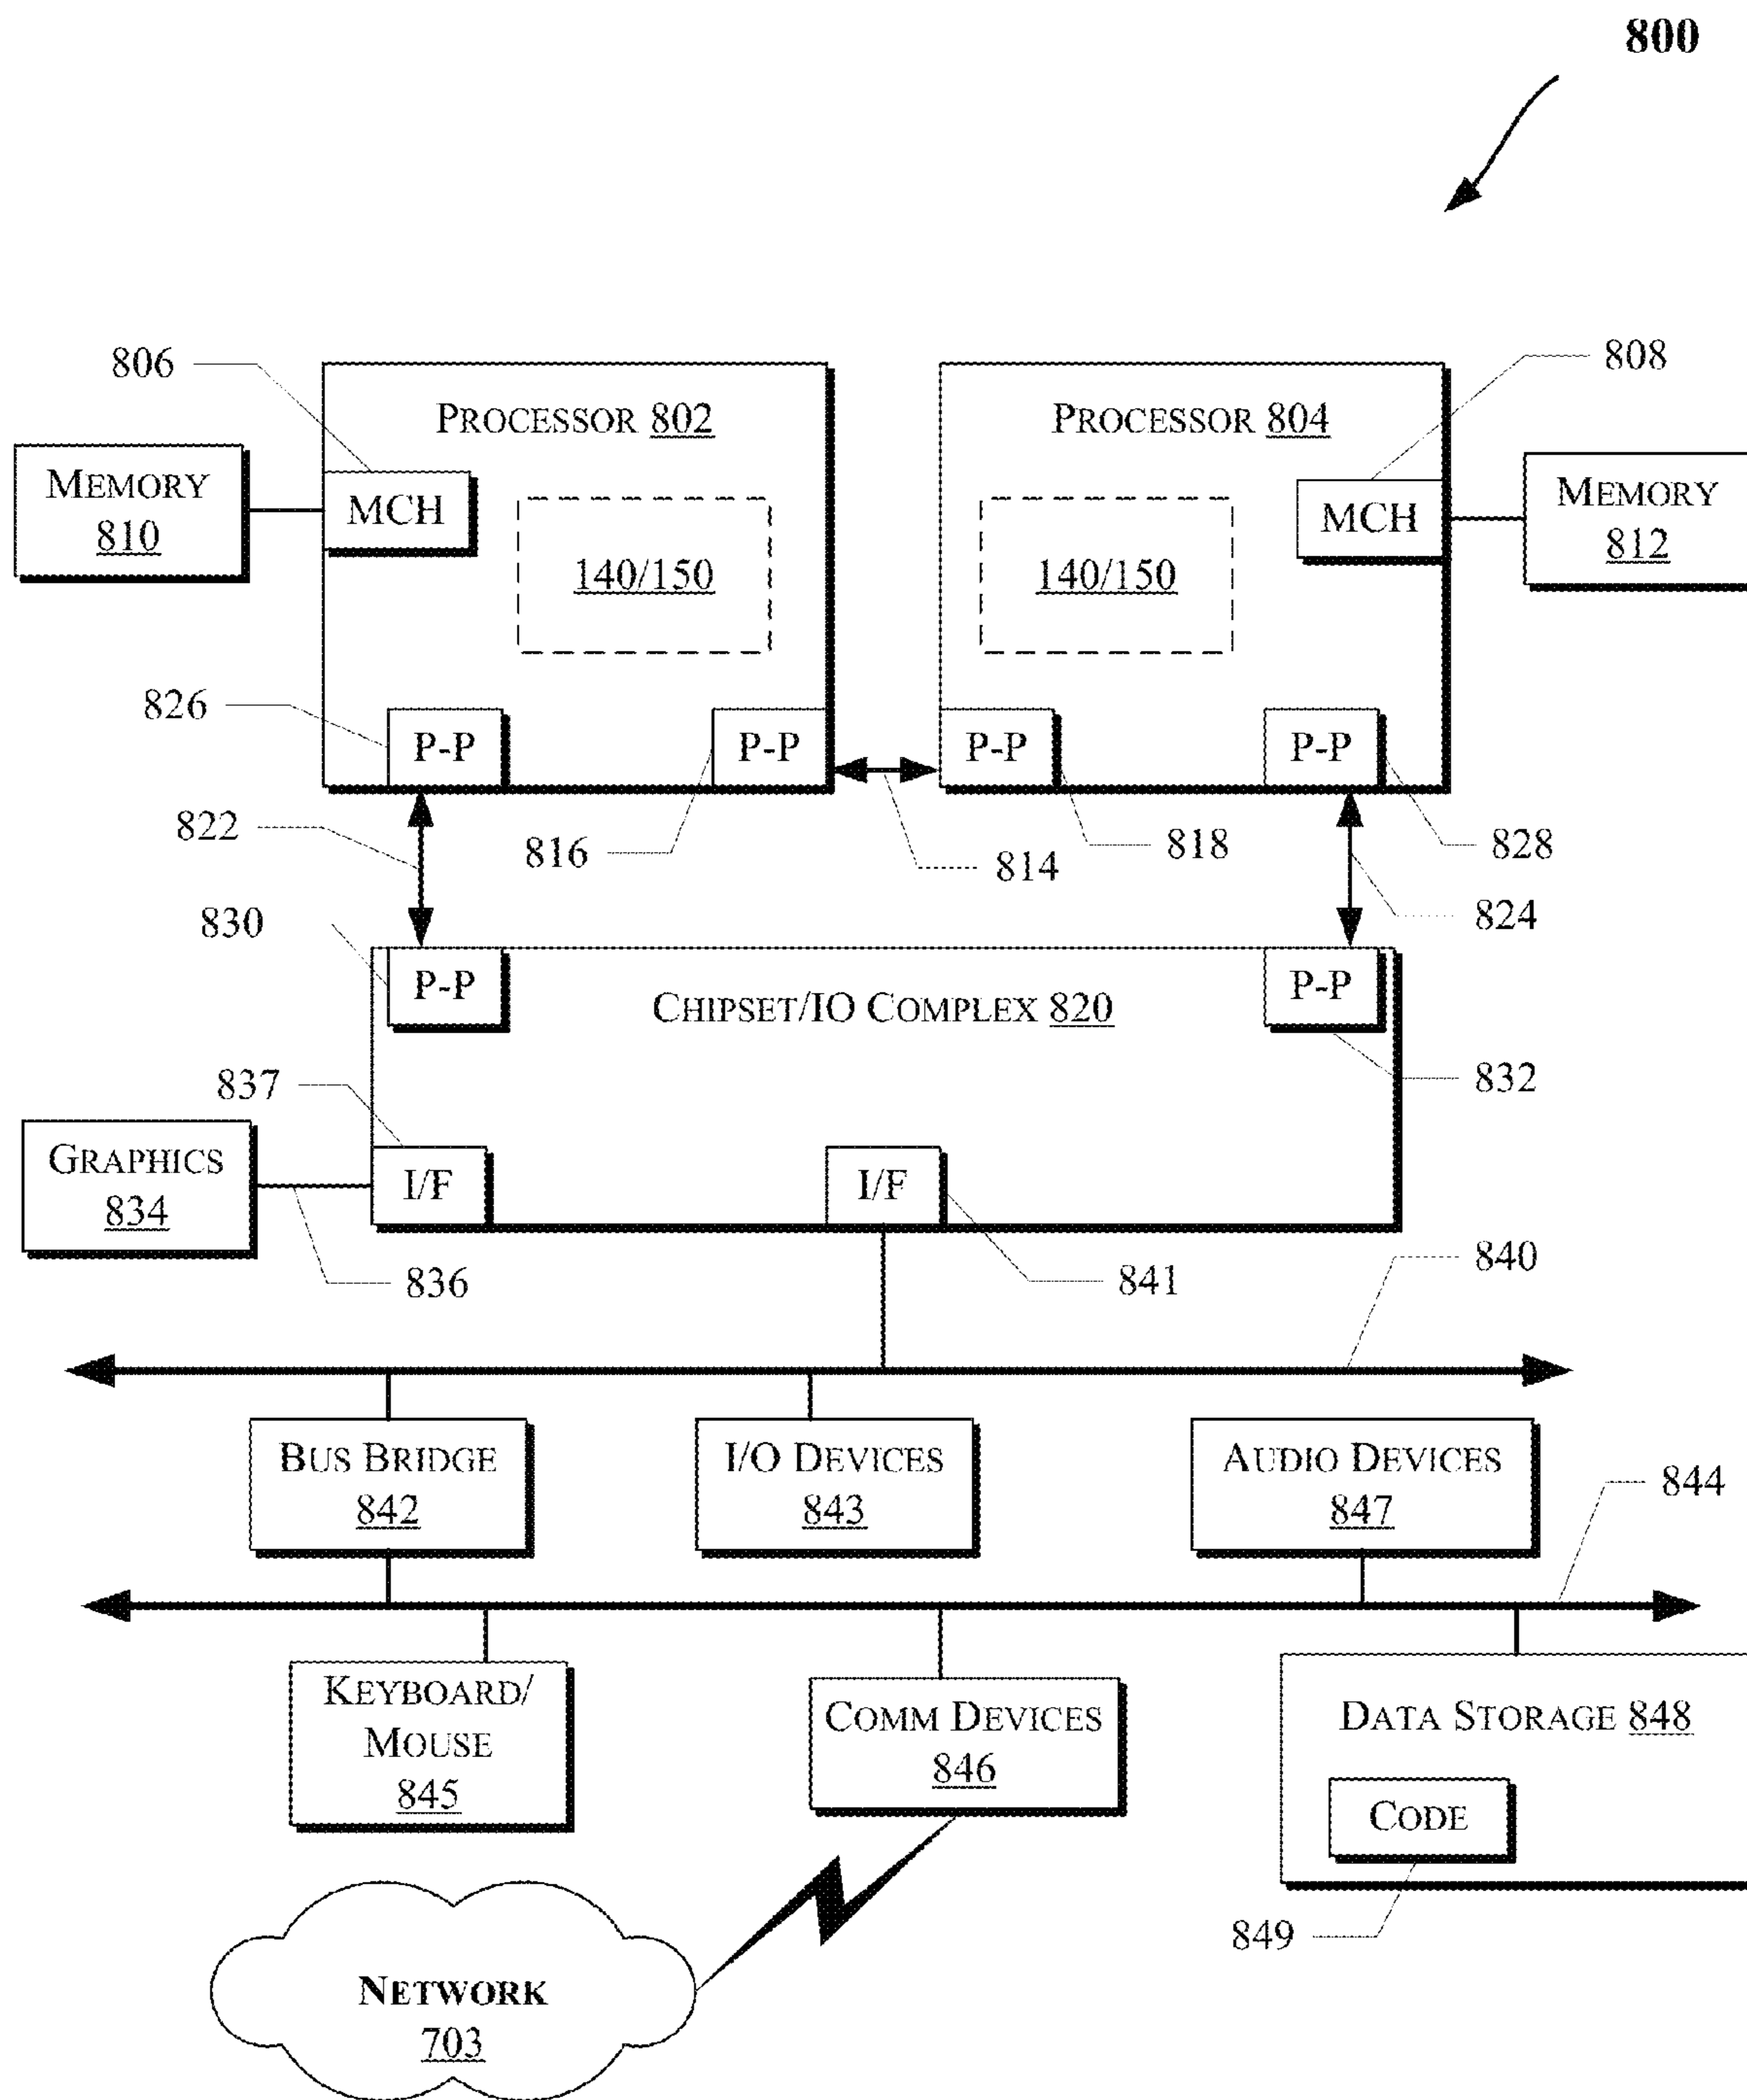 800
806
808
PROCESSOR 802
PROCESSOR 804
MEMORY
810
MCH
MCH
MEMORY
812
140/150
140/150
826
P-P
P-P
P-P
P-P
822
816
814
818
828
830
824
P-P
CHIPSET/IO COMPLEX 820
P-P
837
832
GRAPHICS
834
I/F
I/F
836
841
840
BUS BRIDGE
842
I/O DEVICES
843
AUDIO DEVICES
847
844
KEYBOARD/
MOUSE
845
COMM DEVICES
846
DATA STORAGE 848
CODE
849
NETWORK
703